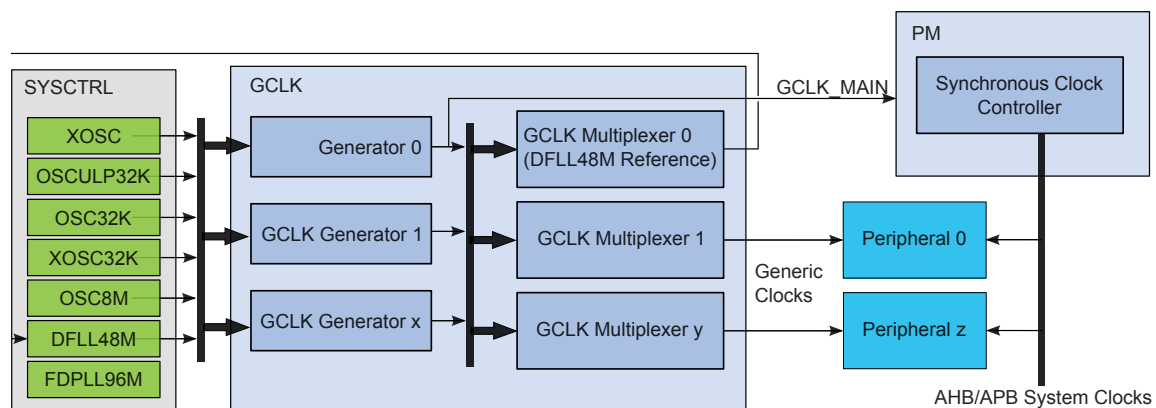 PM
SYSCTRL
GCLK
GCLK_MAIN
Synchronous Clock
Controller
XOSC
Generator 0
GCLK Multiplexer 0
(DFLL48M Reference)
OSCULP32K
OSC32K
GCLK Generator 1
GCLK Multiplexer 1
Peripheral 0
XOSC32K
Generic
Clocks
OSC8M
GCLK Generator x
GCLK Multiplexer y
Peripheral z
DFLL48M
FDPLL96M
AHB/APB System Clocks